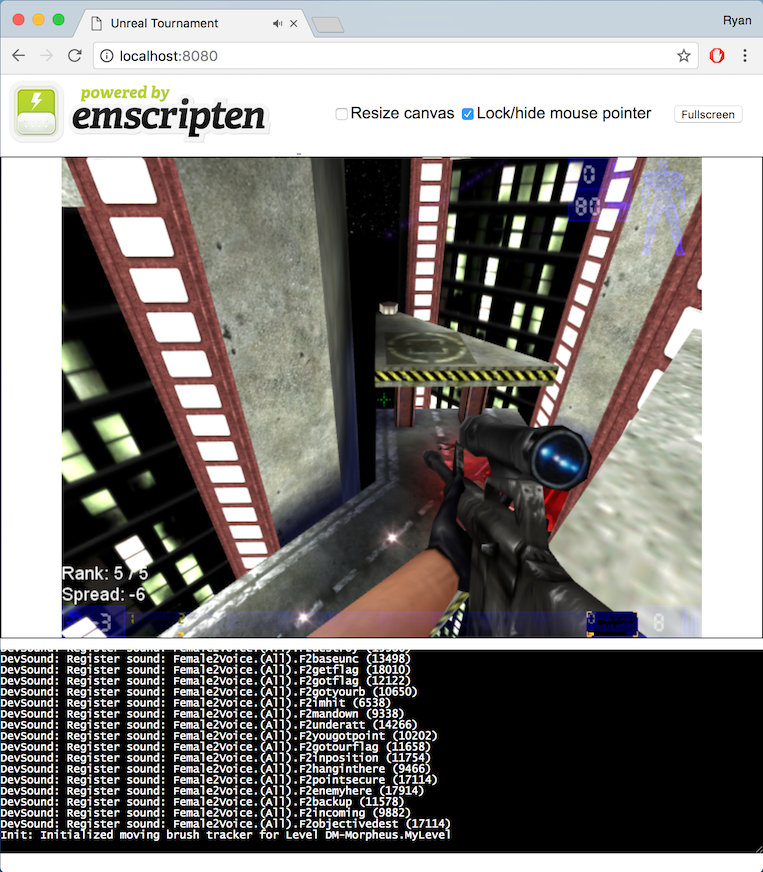 Unreal Tournament
Ryan
localhost:8080
powered by
emscripten
Resize canvas
Lock/hide mouse pointer
Fullscreen
0
80
Rank: 5 / 5
Spread: -6
-3
0
8
DevSound: Register sound: Female2Voice.(All).F2baseunc (13498)
DevSound: Register sound: Female2Voice.(All).F2getflag (18010)
DevSound: Register sound: Female2Voice.(All).F2gotflag (12122)
DevSound: Register sound: Female2Voice.(All).F2gotyourb (10650)
DevSound: Register sound: Female2Voice.(All).F2imhit (6538)
DevSound: Register sound: Female2Voice.(All).F2mandown (9338)
DevSound: Register sound: Female2Voice.(All).F2underatt (14266)
DevSound: Register sound: Female2Voice.(All).F2yougotpoint (10202)
DevSound: Register sound: Female2Voice.(All).F2gotourflag (11658)
DevSound: Register sound: Female2Voice.(All).F2inposition (11754)
DevSound: Register sound: Female2Voice.(All).F2hanginthere (9466)
DevSound: Register sound: Female2Voice.(All).F2pointsecure (17114)
DevSound: Register sound: Female2Voice.(All).F2enemyhere (17914)
DevSound: Register sound: Female2Voice.(All).F2backup (11578)
DevSound: Register sound: Female2Voice.(All).F2incoming (9882)
DevSound: Register sound: Female2Voice.(All).F2objectivedest (17114)
Init: Initialized moving brush tracker for Level DM-Morpheus.MyLevel